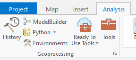 Project Map Insert Analysis
History
ModelBuilder
Python
Environments
Ready To Use Tools
Tools
Geoprocessing